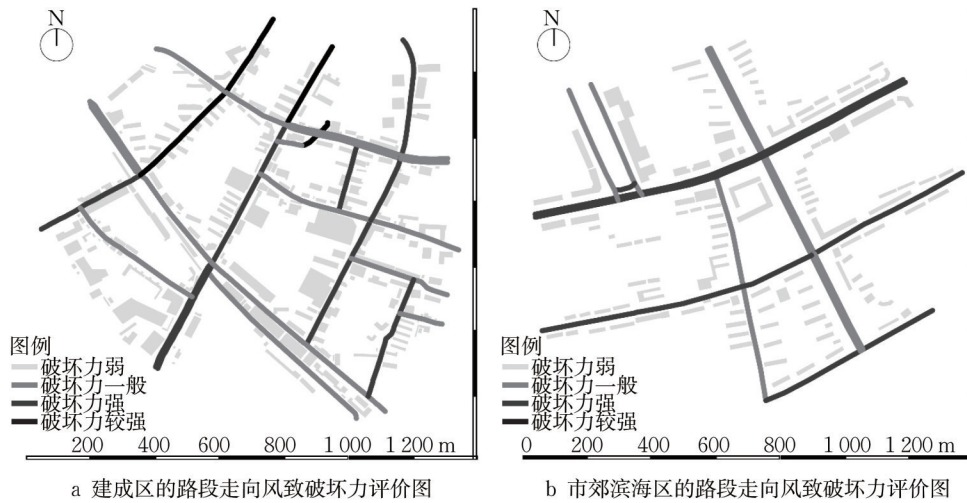 N
图例
破坏力弱
破坏力一般
破坏力强
破坏力较强
200 400 600 800 1 000 1 200 m
a 建成区的路段走向风致破坏力评价图
N
图例
破坏力弱
破坏力一般
破坏力强
破坏力较强
0 200 400 600 800 1 000 1 200 m
b 市郊滨海区的路段走向风致破坏力评价图